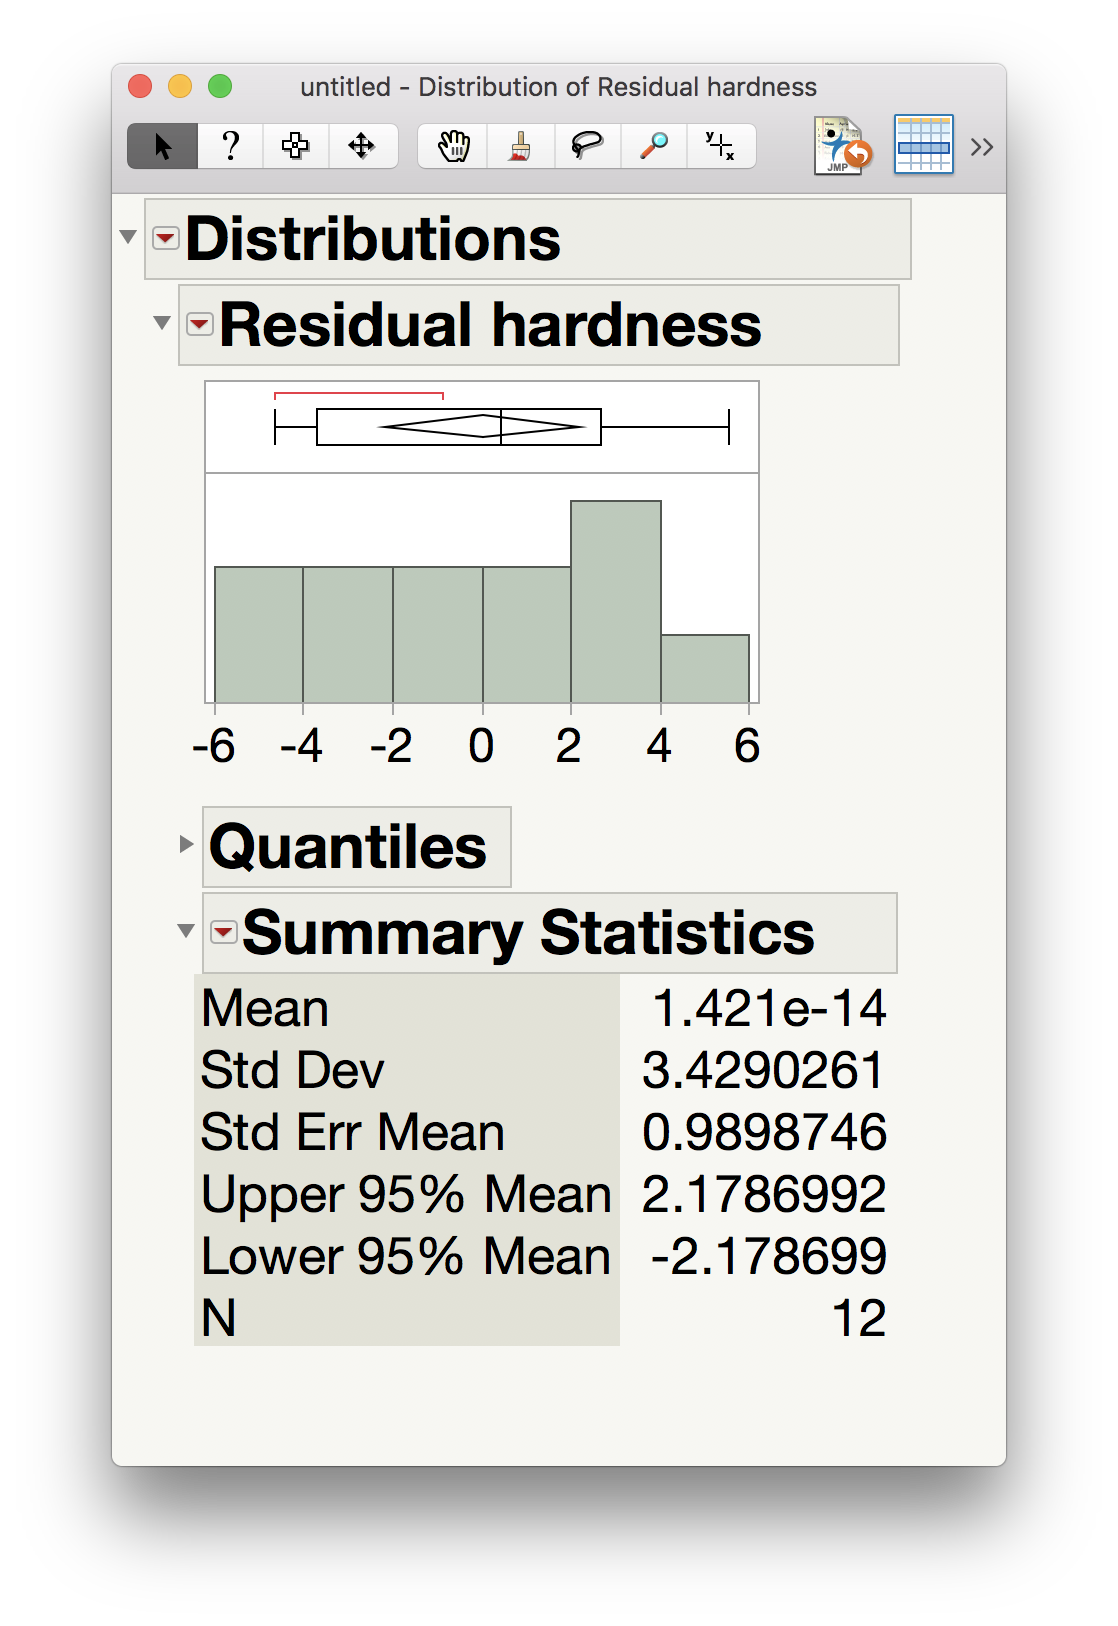 untitled - Distribution of Residual hardness
?
y
x
JMP
Distributions
Residual hardness
-6 -4 -2 0 2 4 6
Quantiles
Summary Statistics
Mean 1.421e-14
Std Dev 3.4290261
Std Err Mean 0.9898746
Upper 95% Mean 2.1786992
Lower 95% Mean -2.178699
N 12